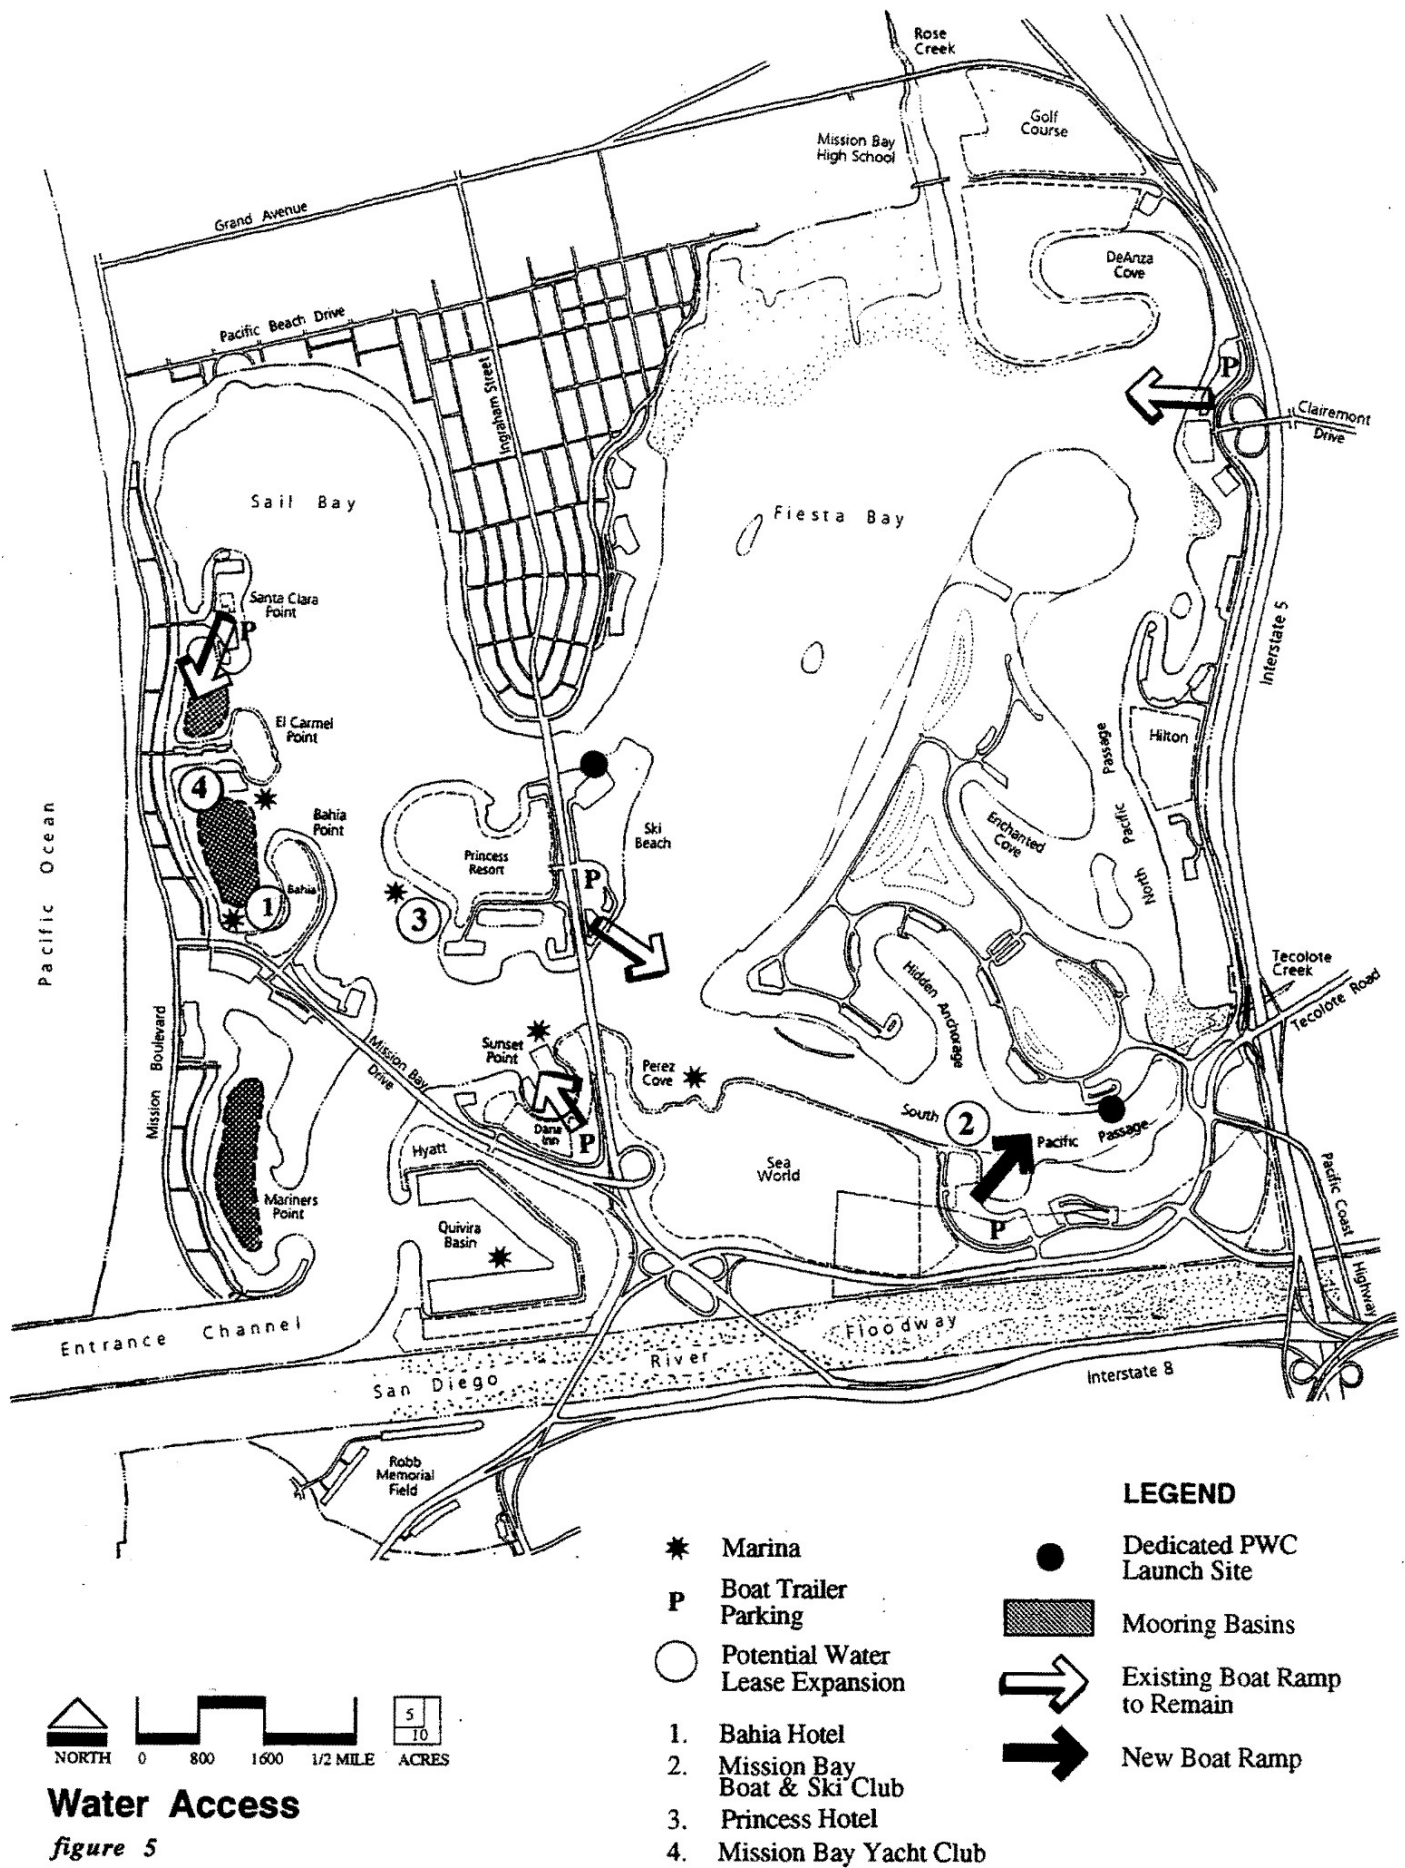 Rose
Creek
Golf
Course
Mission Bay
High School
Grand Avenue
DeAnza
Cove
Pacific Beach Drive
Ingraham Street
P
Clairemont
Drive
Sail Bay
Fiesta Bay
Santa Clara
Point
P
Interstate 5
El Carmel
Point
Hilton
4
Bahia
Point
Ski
Beach
North Pacific Passage
Enchanted
Cove
Pacific Ocean
Princess
Resort
P
Bahia
1
3
Hidden Anchorage
Tecolote
Creek
Tecolote Road
Mission Boulevard
Mission Bay
Drive
Sunset
Point
Perez
Cove
Dana
Inn
P
South
2
Pacific Passage
Hyatt
Sea
World
Pacific Coast Highway
Mariners
Point
Quivira
Basin
P
Entrance Channel
San Diego River Floodway
Interstate 8
Robb
Memorial
Field
LEGEND
Marina
P Boat Trailer
Parking
Potential Water
Lease Expansion
1. Bahia Hotel
2. Mission Bay
Boat & Ski Club
3. Princess Hotel
4. Mission Bay Yacht Club
Dedicated PWC
Launch Site
Mooring Basins
Existing Boat Ramp
to Remain
New Boat Ramp
NORTH 0 800 1600 1/2 MILE
5
10
ACRES
Water Access
figure 5